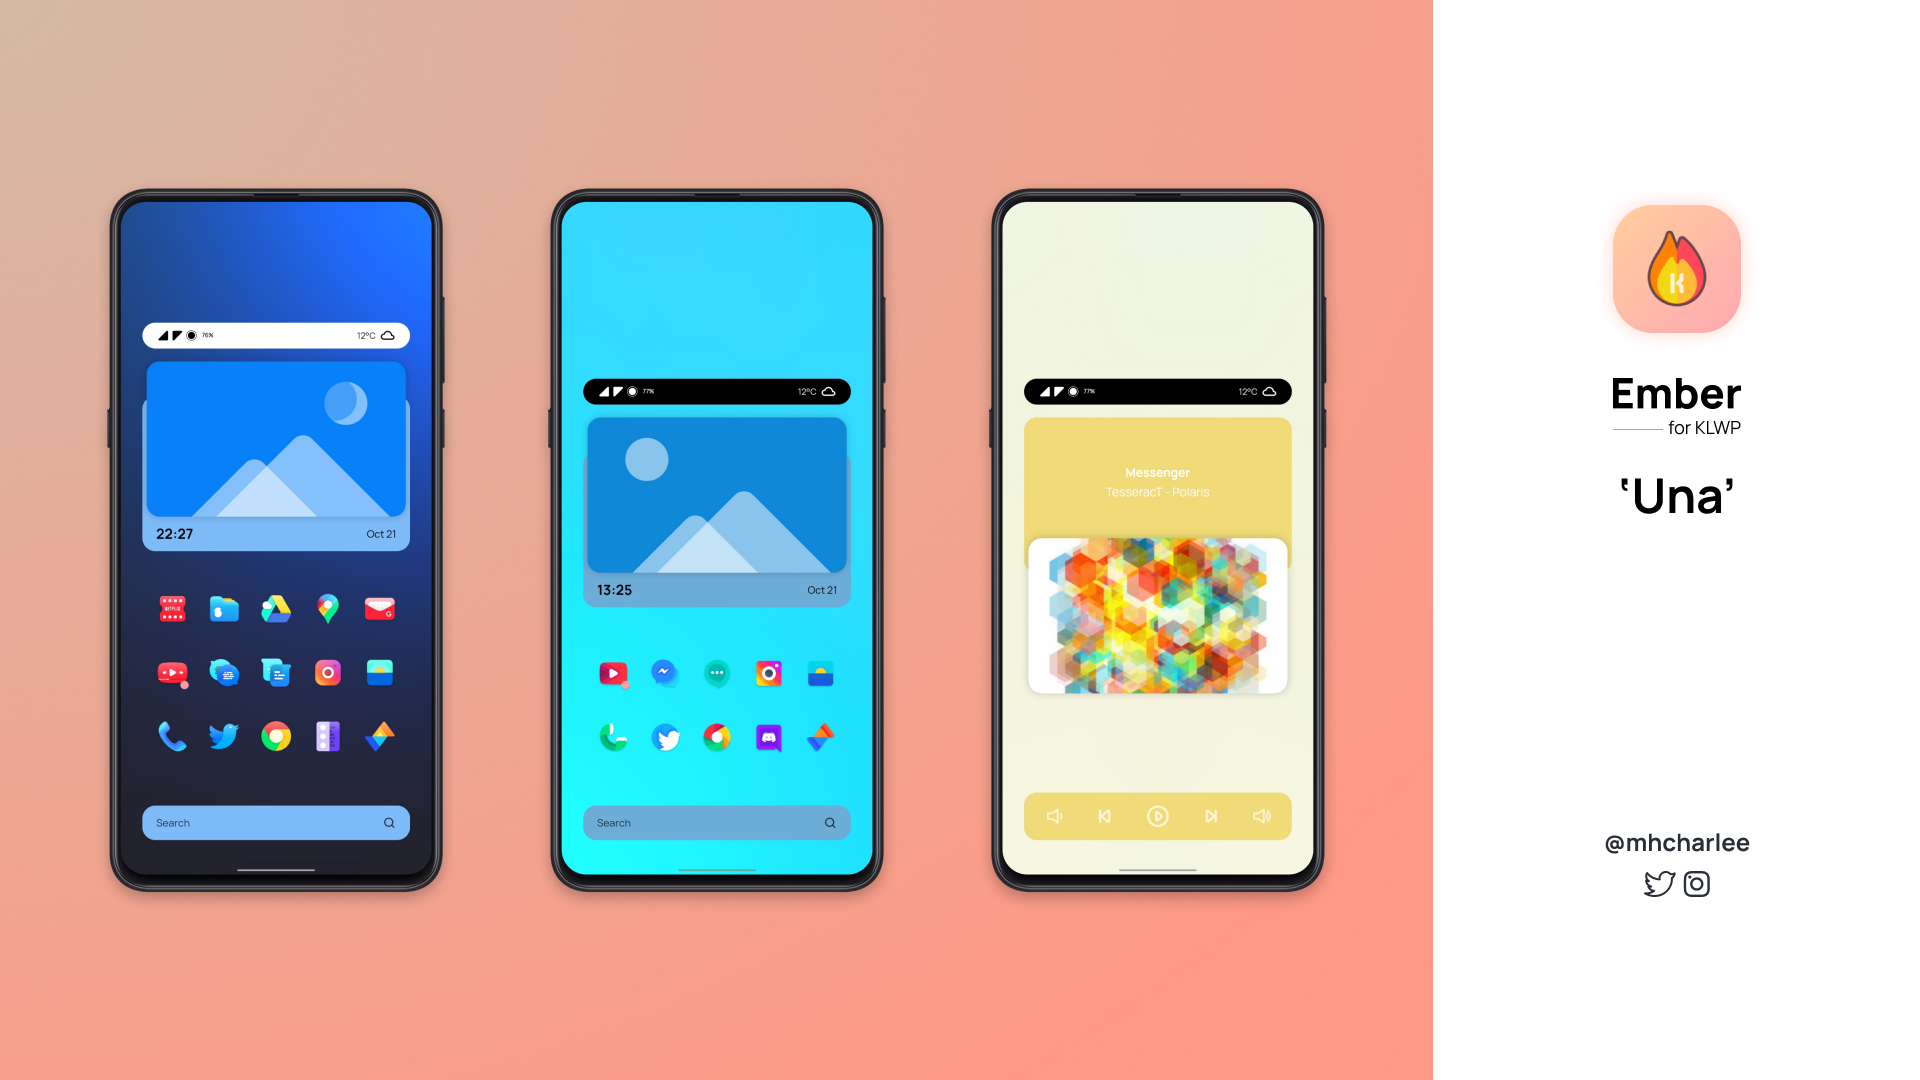 76%
12°C
22:27
Oct 21
NETFLIX
G
Search
77%
12°C
13:25
Oct 21
Search
77%
12°C
Messenger
TesseracT - Polaris
K
Ember
for KLWP
‘Una’
@mhcharlee